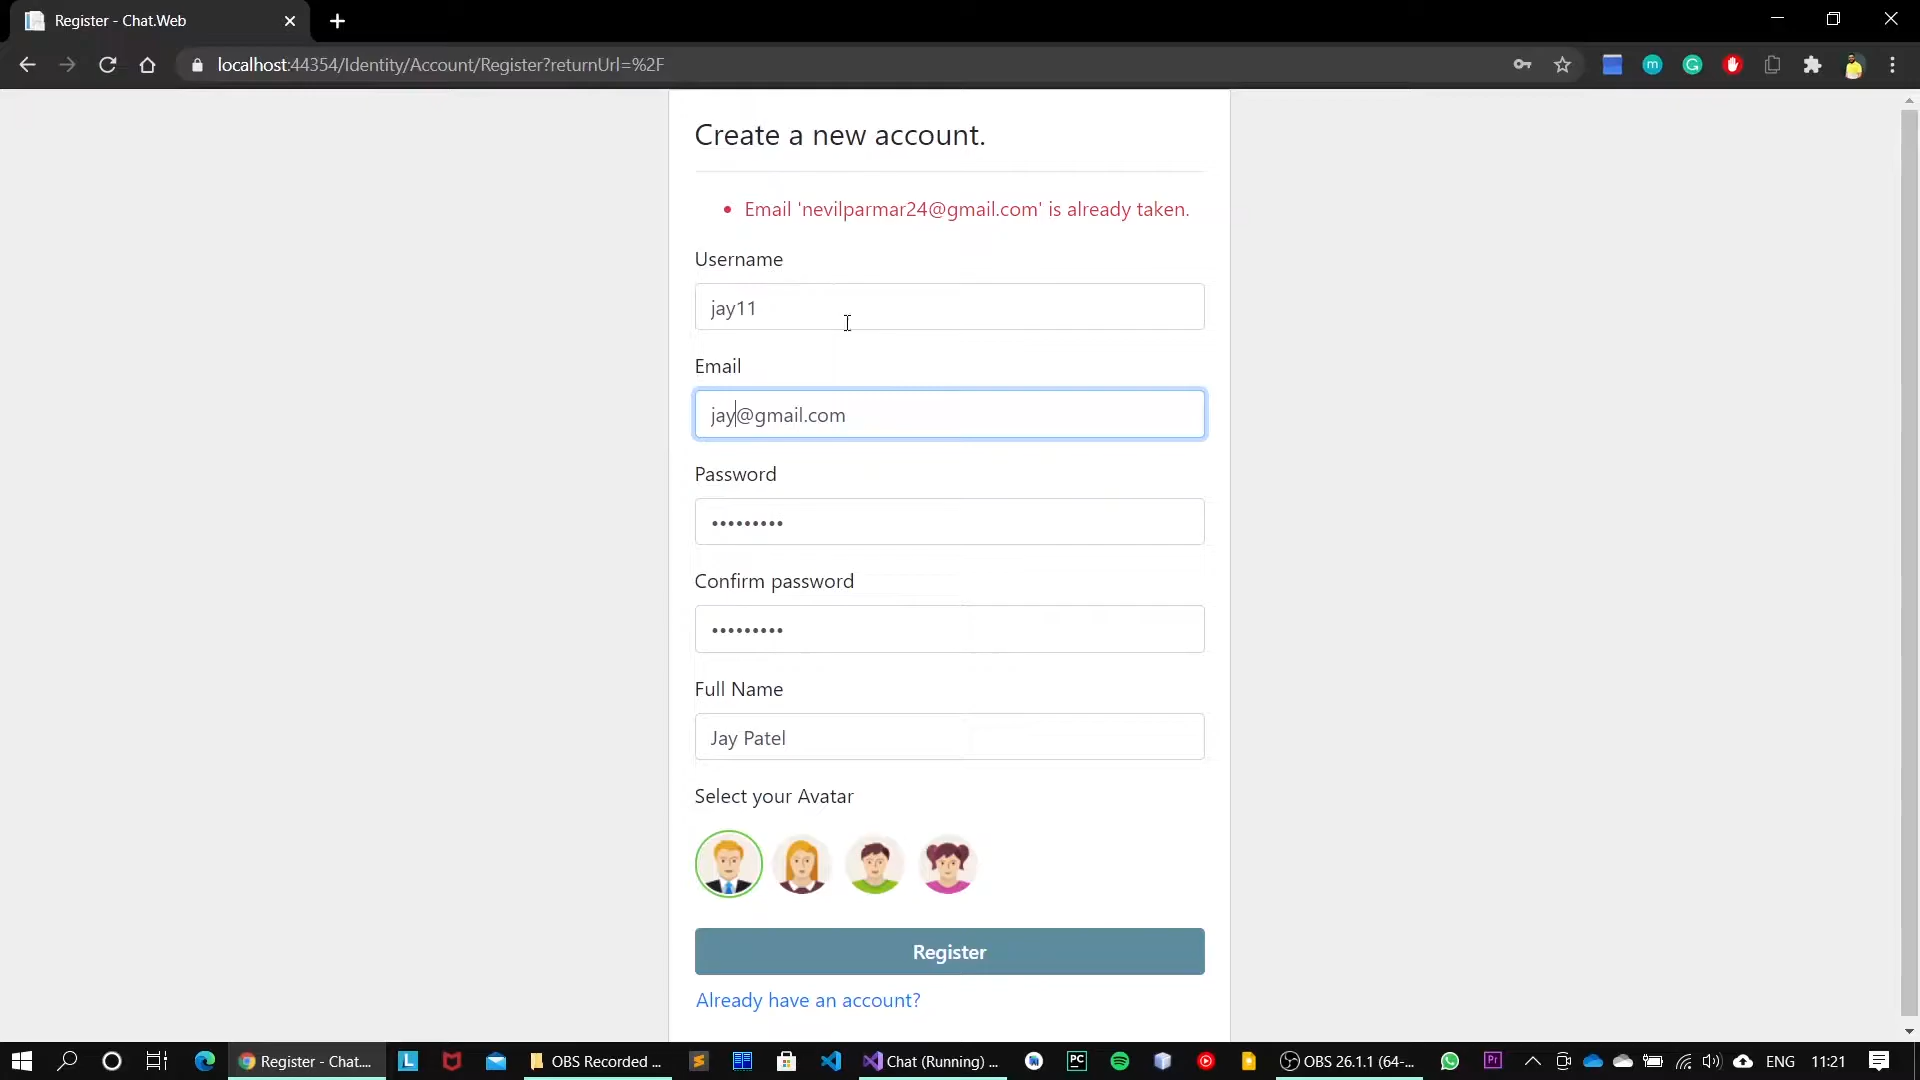 Register - Chat.Web
localhost:44354/Identity/Account/Register?returnUrl=%2F
Create a new account.
Email 'nevilparmar24@gmail.com' is already taken.
Username
jay11
Email
jay@gmail.com
Password
•••••••••
Confirm password
•••••••••
Full Name
Jay Patel
Select your Avatar
Register
Already have an account?
Register - Chat...
OBS Recorded ...
Chat (Running) ...
OBS 26.1.1 (64-...
ENG
11:21